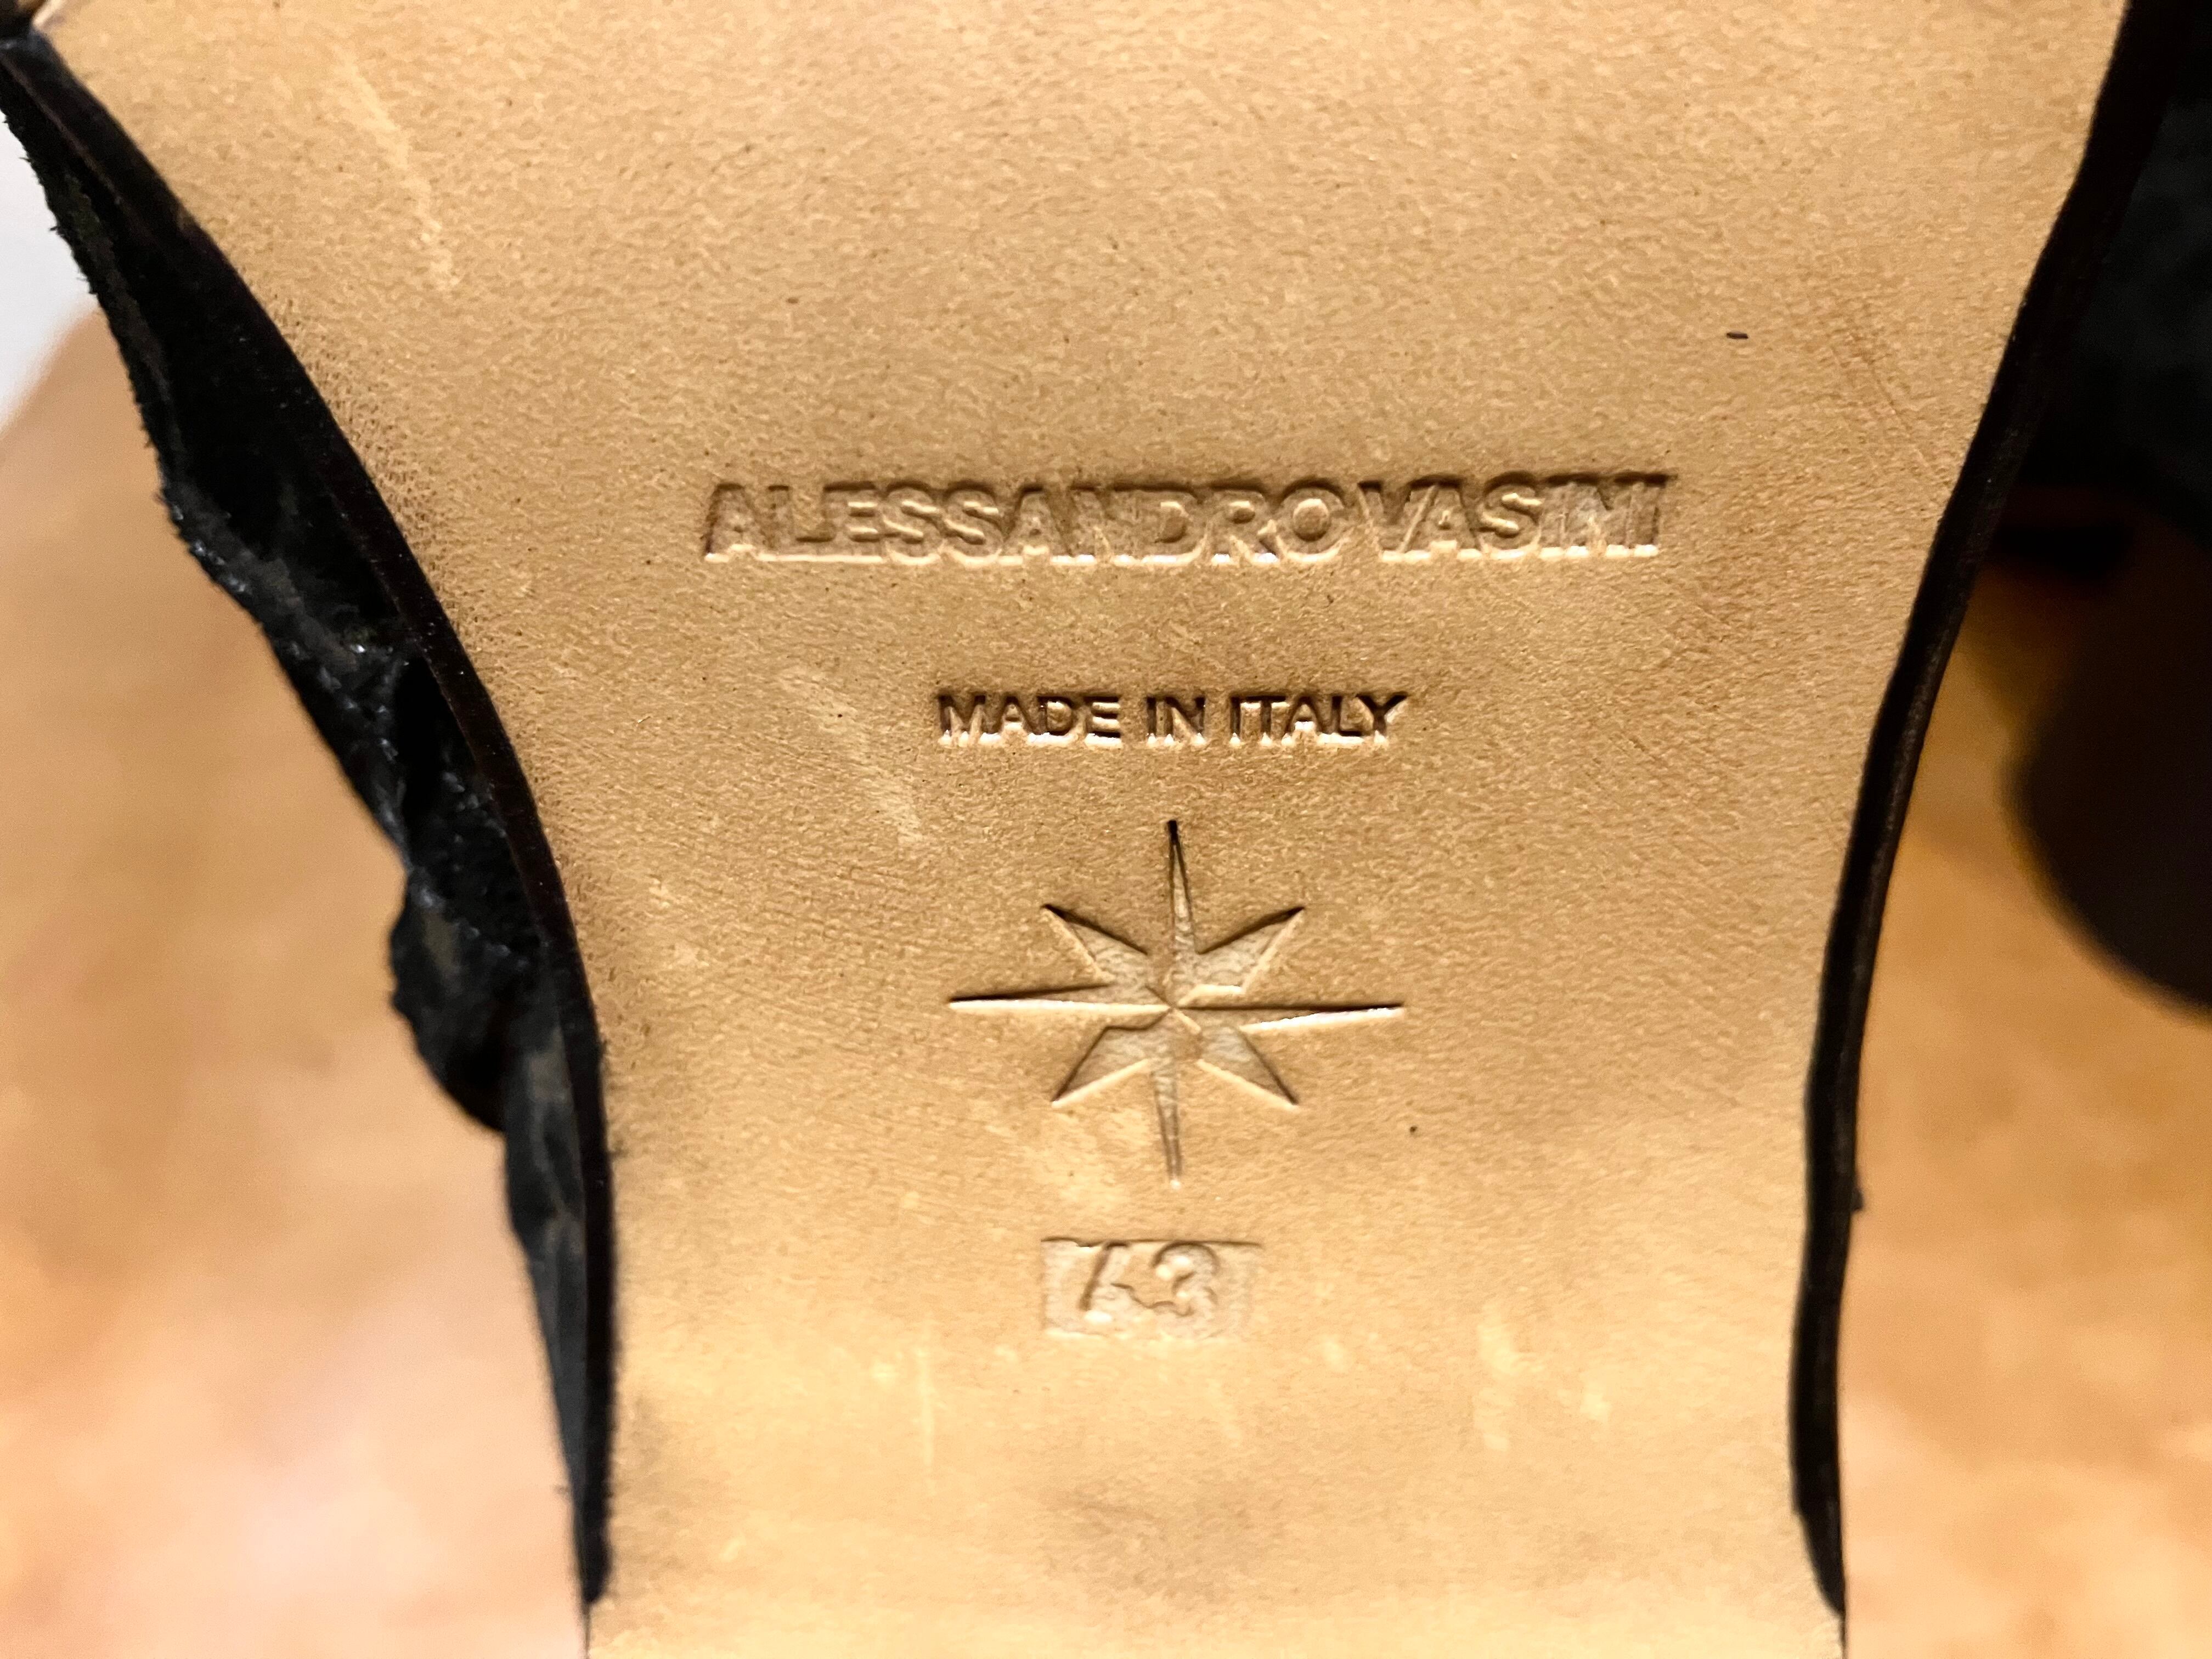 ALESSANDRO VASINI
MADE IN ITALY
43